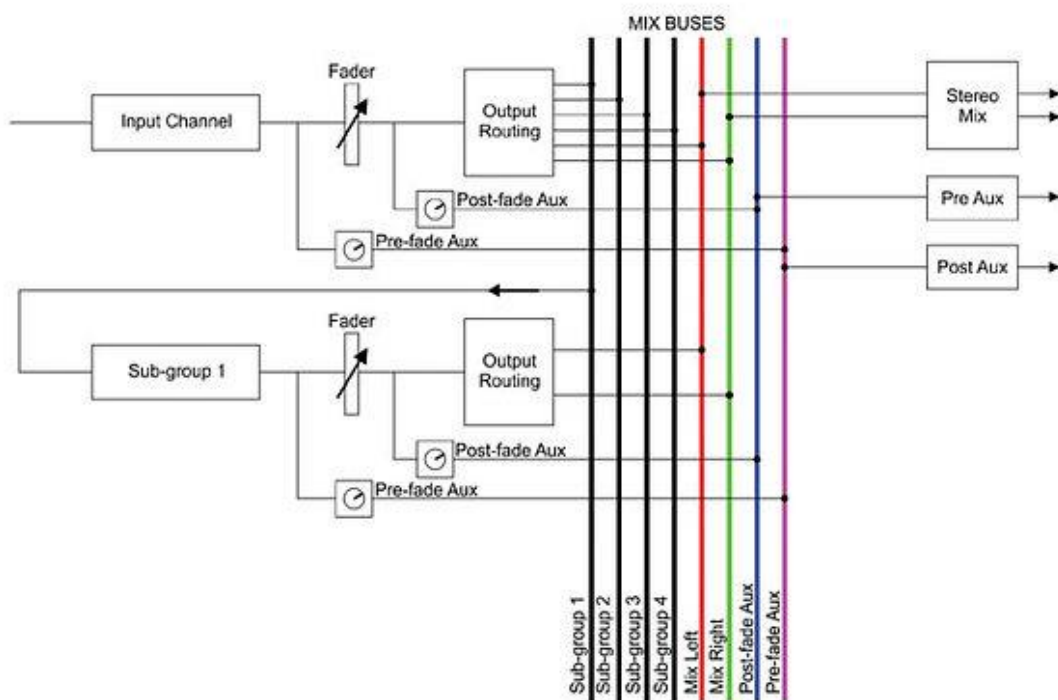 MIX BUSES
Fader
Input Channel
Output
Routing
Stereo
Mix
Post-fade Aux
Pre Aux
Pre-fade Aux
Post Aux
Fader
Sub-group 1
Output
Routing
Post-fade Aux
Pre-fade Aux
Sub-group 1
Sub-group 2
Sub-group 3
Sub-group 4
Mix Left
Mix Right
Post-fade Aux
Pre-fade Aux